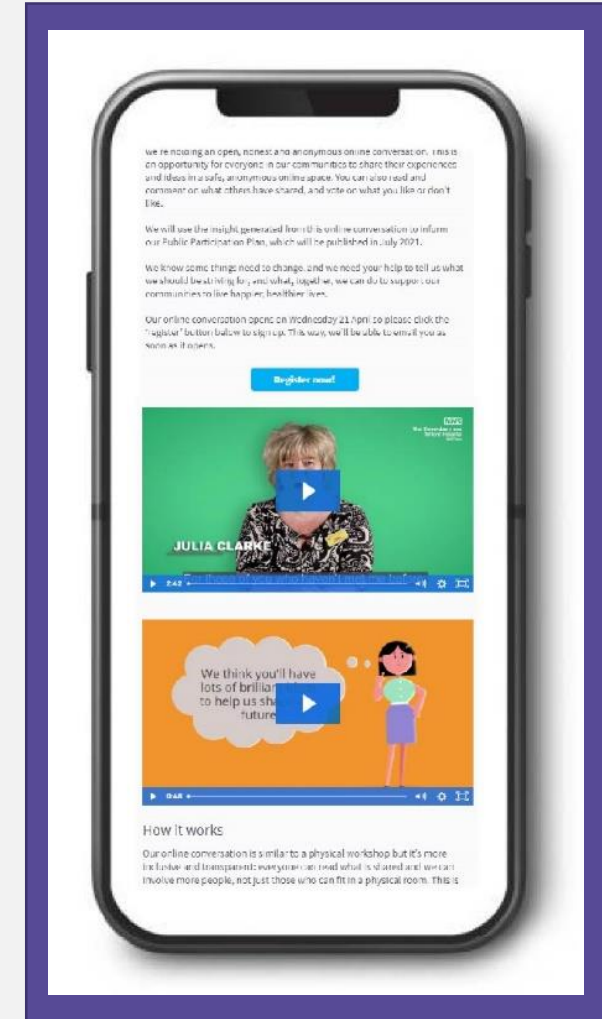 we're holding an open, honest and anonymous online conversation. This is
an opportunity for everyone in our communities to share their experiences
and ideas in a safe, anonymous online space. You can also read and
comment on what others have shared, and vote on what you like or don't
like.
We will use the insight generated from this online conversation to inform
our Public Participation Plan, which will be published in July 2021.
We know some things need to change, and we need your help to tell us what
we should be striving for, and what, together, we can do to support our
communities to live happier, healthier lives.
Our online conversation opens on Wednesday 21 April so please click the
'register' button below to sign up. This way, we'll be able to email you as
soon as it opens.
Register now!
NHS
JULIA CLARKE
2:42
We think you'll have
lots of
to help us
future
0:48
How it works
Our online conversation is similar to a physical workshop but it's more
inclusive and transparent: everyone can read what is shared and we can
involve more people, not just those who can fit in a physical room. This is